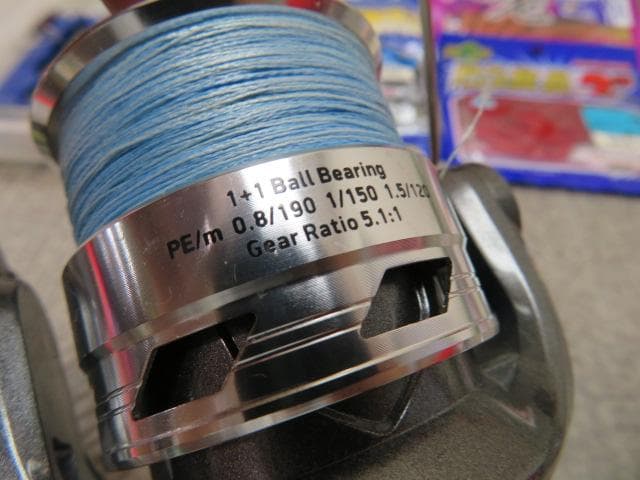 1+1 Ball Bearing
PE/m 0.8/190 1/150 1.5/120
Gear Ratio 5.1:1